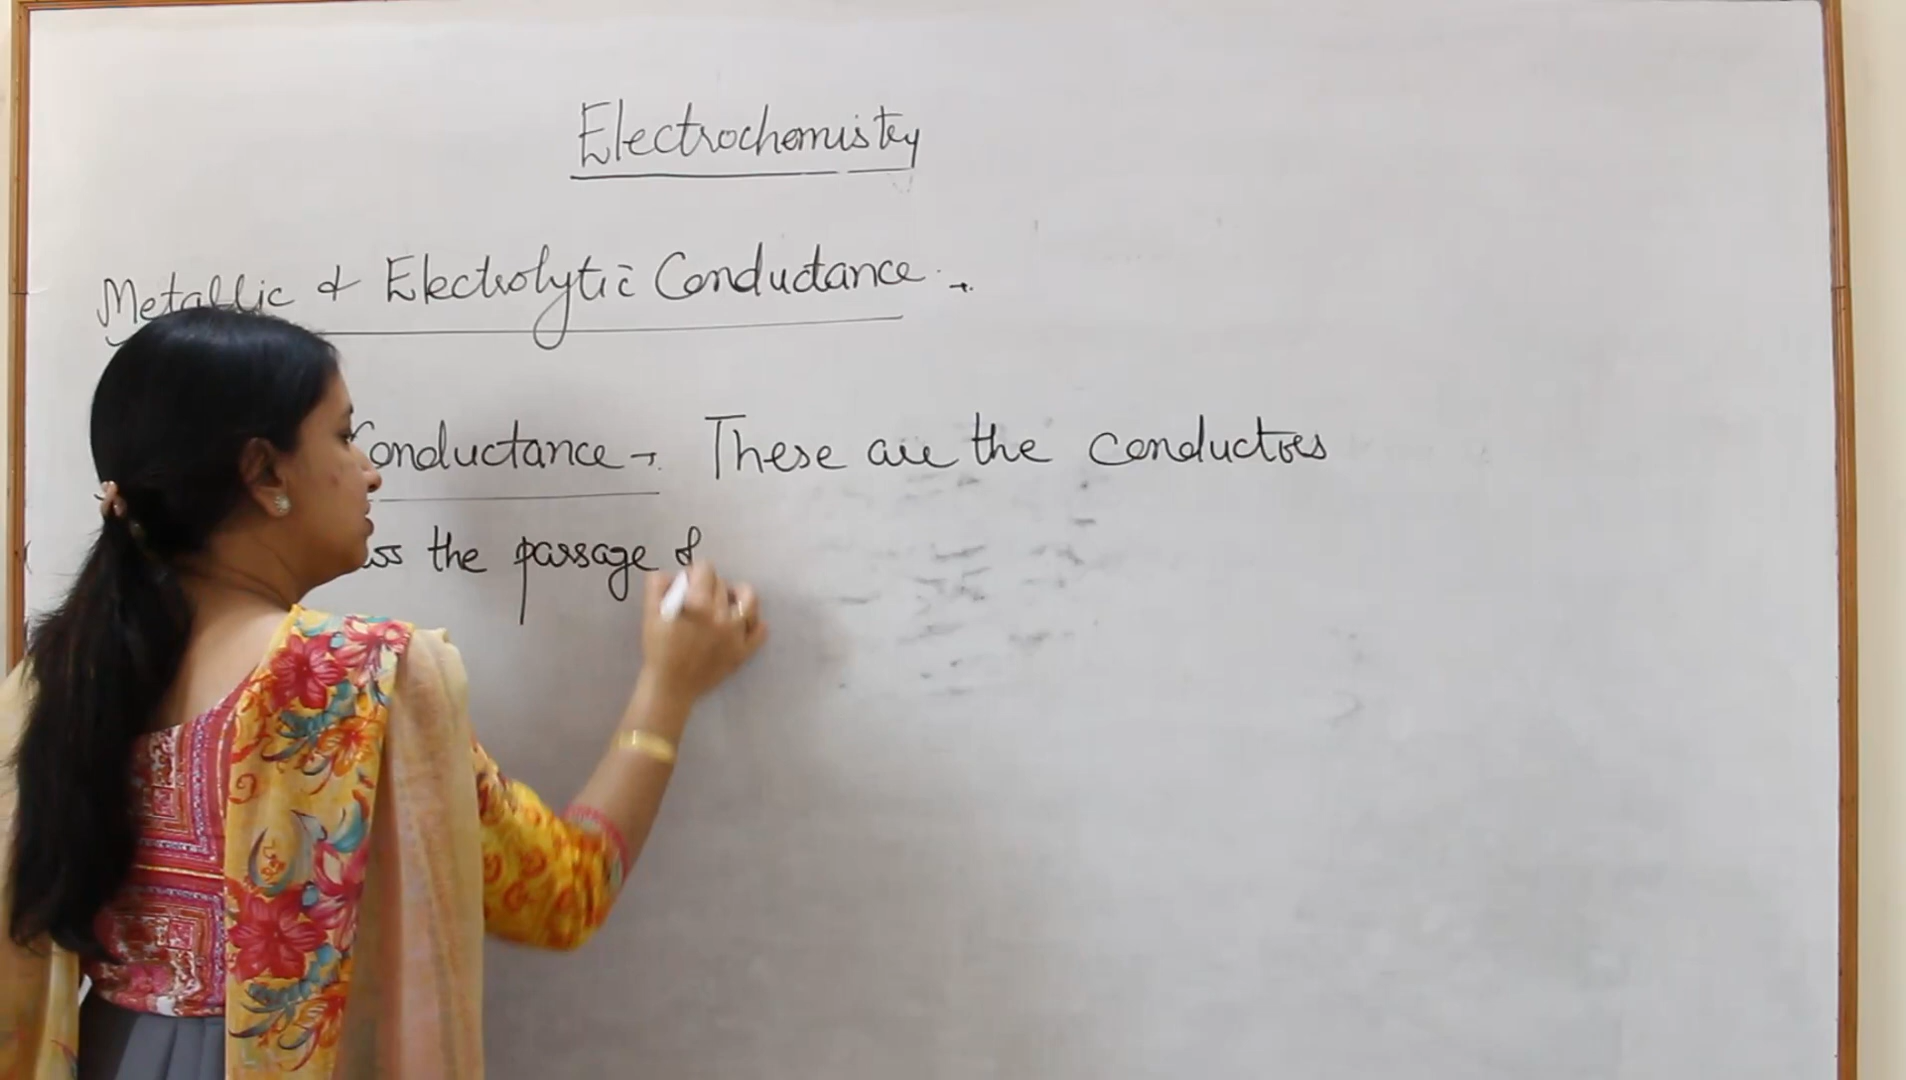 Electrochemistry
Metallic & Electrolytic Conductance →
Conductance → These are the conductors
the passage of